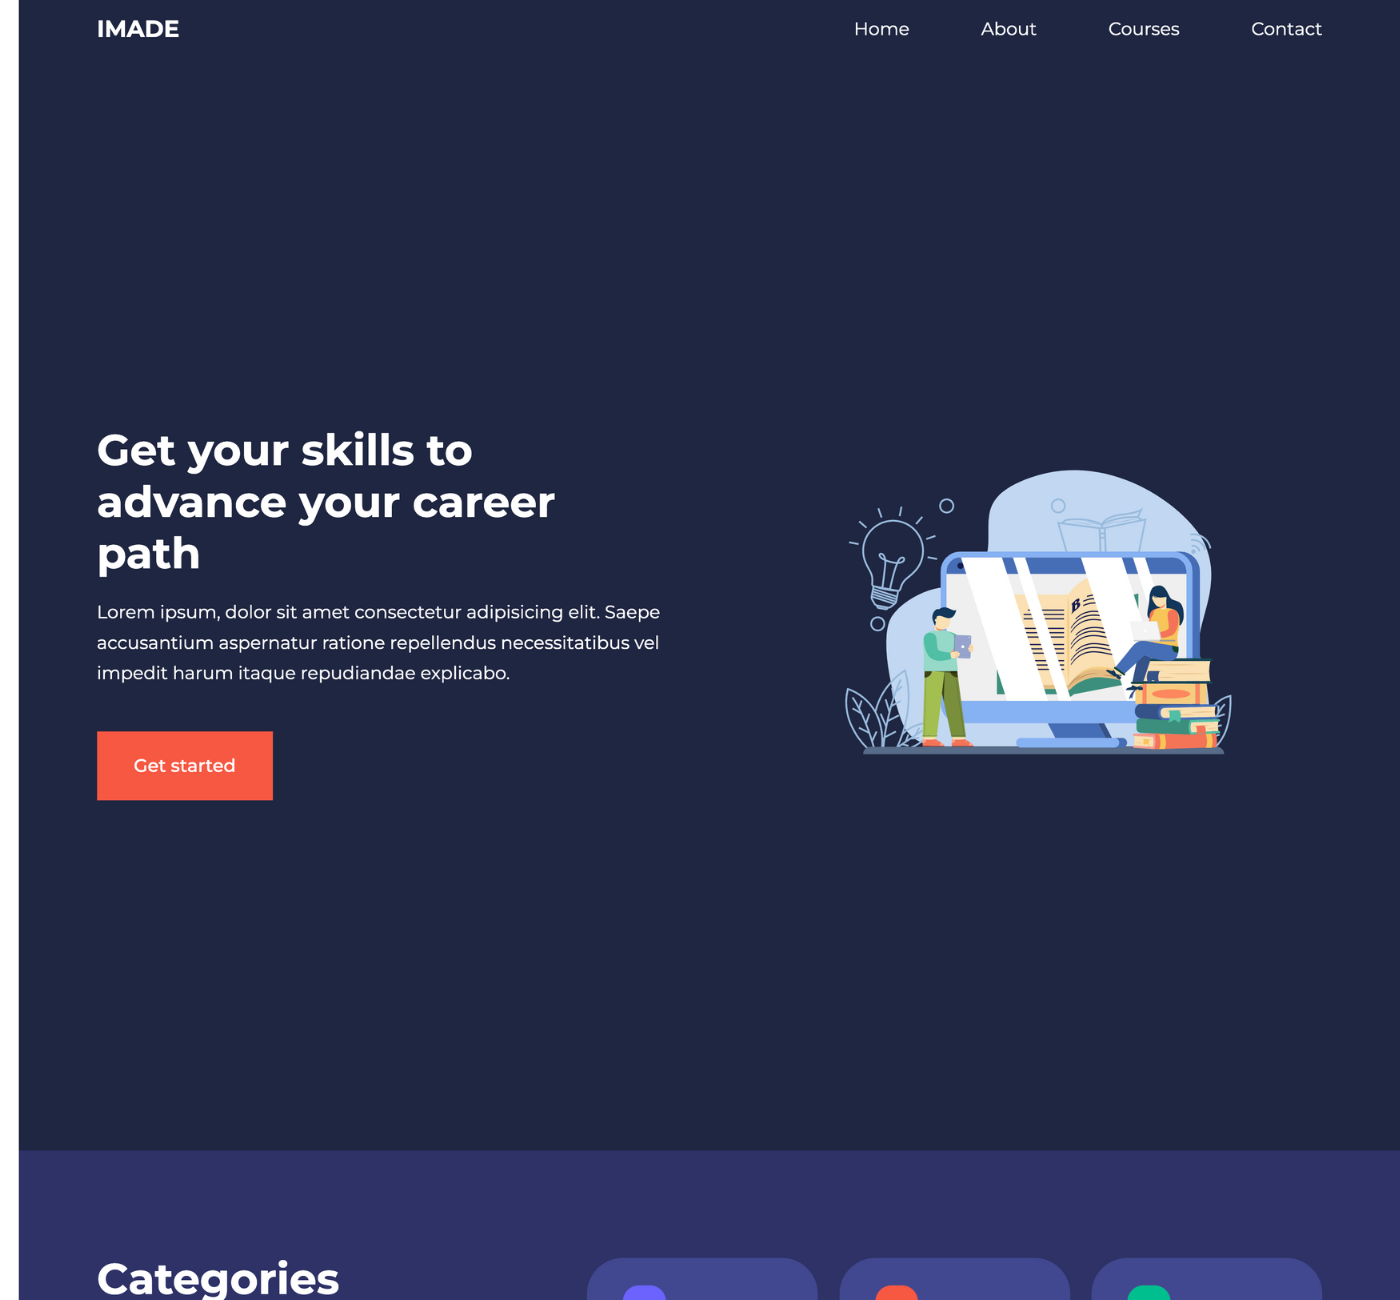 IMADE
Home
About
Courses
Contact
Get your skills to
advance your career
path
Lorem ipsum, dolor sit amet consectetur adipisicing elit. Saepe
accusantium aspernatur ratione repellendus necessitatibus vel
impedit harum itaque repudiandae explicabo.
B
Get started
Categories